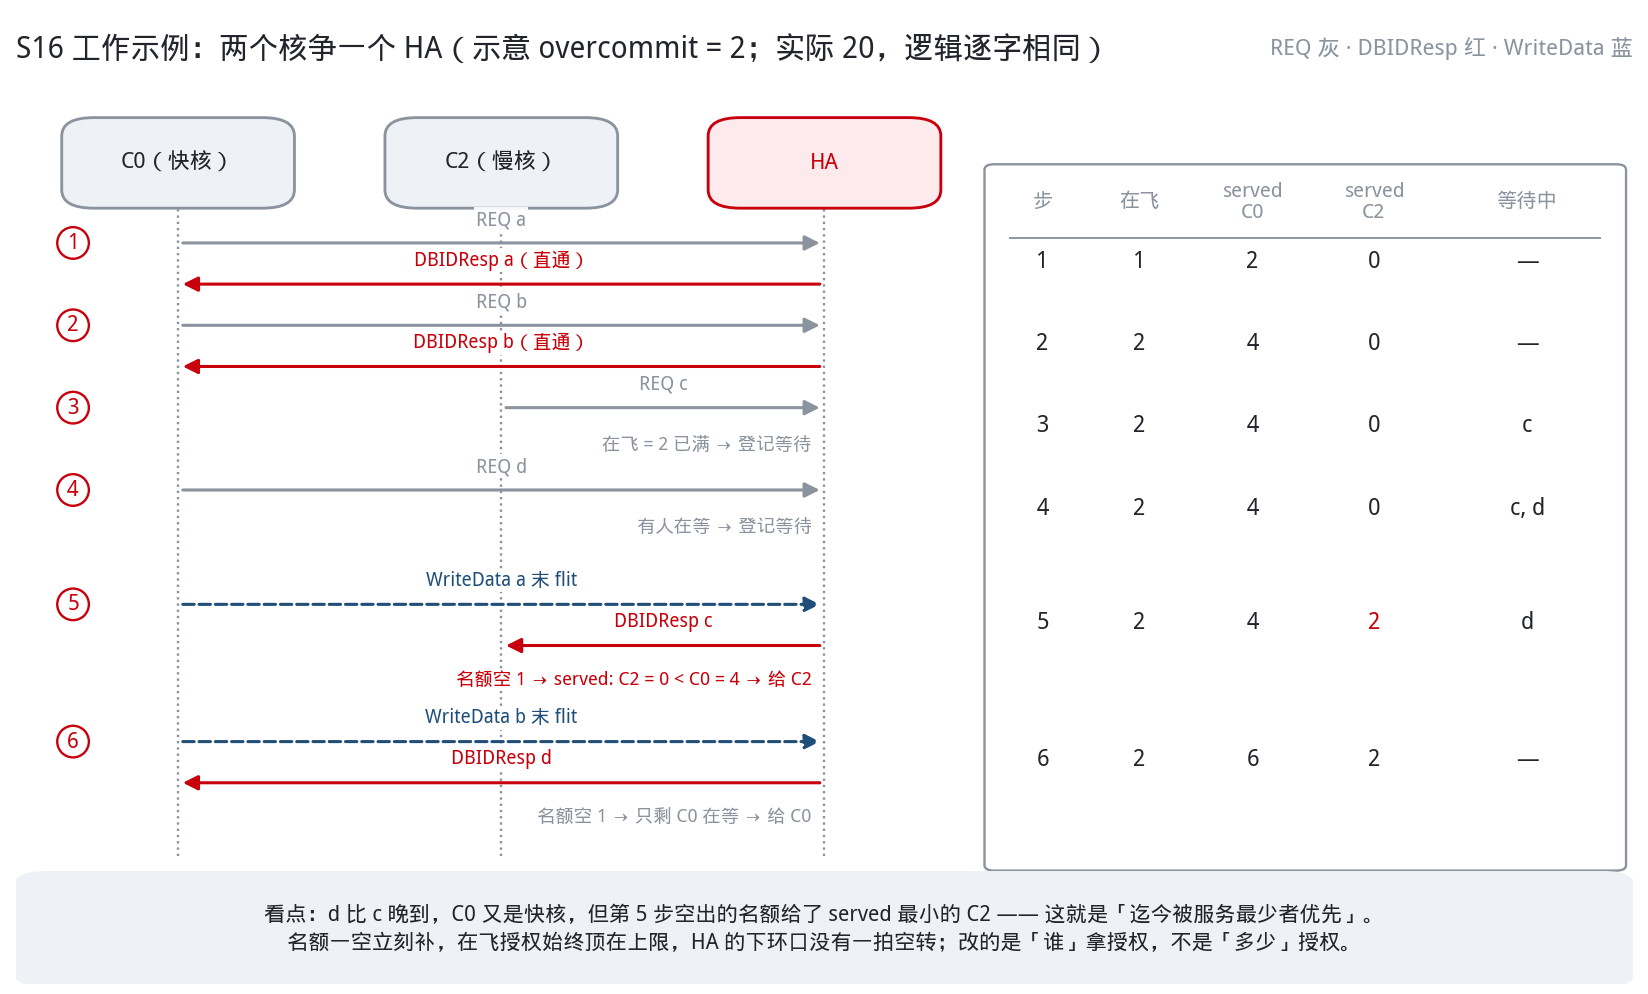 S16 工作示例：两个核争一个 HA（示意 overcommit = 2；实际 20，逻辑逐字相同）
REQ 灰 · DBIDResp 红 · WriteData 蓝
C0（快核）
C2（慢核）
HA
① REQ a
DBIDResp a（直通）
② REQ b
DBIDResp b（直通）
③ REQ c
在飞 = 2 已满 → 登记等待
④ REQ d
有人在等 → 登记等待
⑤ WriteData a 末 flit
DBIDResp c
名额空 1 → served: C2 = 0 < C0 = 4 → 给 C2
⑥ WriteData b 末 flit
DBIDResp d
名额空 1 → 只剩 C0 在等 → 给 C0
步 在飞 served C0 served C2 等待中
1 1 2 0 —
2 2 4 0 —
3 2 4 0 c
4 2 4 0 c, d
5 2 4 2 d
6 2 6 2 —
看点：d 比 c 晚到，C0 又是快核，但第 5 步空出的名额给了 served 最小的 C2 —— 这就是「迄今被服务最少者优先」。
名额一空立刻补，在飞授权始终顶在上限，HA 的下环口没有一拍空转；改的是「谁」拿授权，不是「多少」授权。